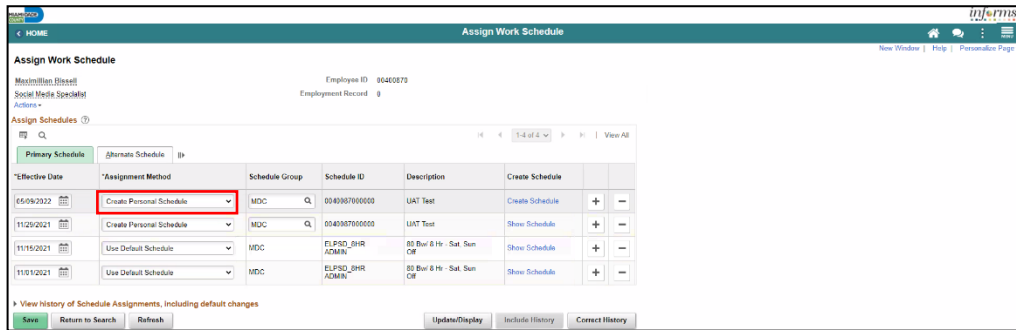 MIAMI-DADE
COUNTY
informs
HOME
Assign Work Schedule
MENU
New Window | Help | Personalize Page
Assign Work Schedule
Maximillian Bissell
Employee ID 00400870
Social Media Specialist
Employment Record 0
Actions
Assign Schedules
1-4 of 4
View All
Primary Schedule Alternate Schedule
*Effective Date *Assignment Method Schedule Group Schedule ID Description Create Schedule
05/09/2022 Create Personal Schedule MDC 0040087000000 UAT Test Create Schedule + −
11/29/2021 Create Personal Schedule MDC 0040087000000 UAT Test Show Schedule + −
11/15/2021 Use Default Schedule MDC ELPSD_8HR ADMIN 80 Bw/ 8 Hr - Sat, Sun Off Show Schedule + −
11/01/2021 Use Default Schedule MDC ELPSD_8HR ADMIN 80 Bw/ 8 Hr - Sat, Sun Off Show Schedule + −
View history of Schedule Assignments, including default changes
Save Return to Search Refresh Update/Display Include History Correct History